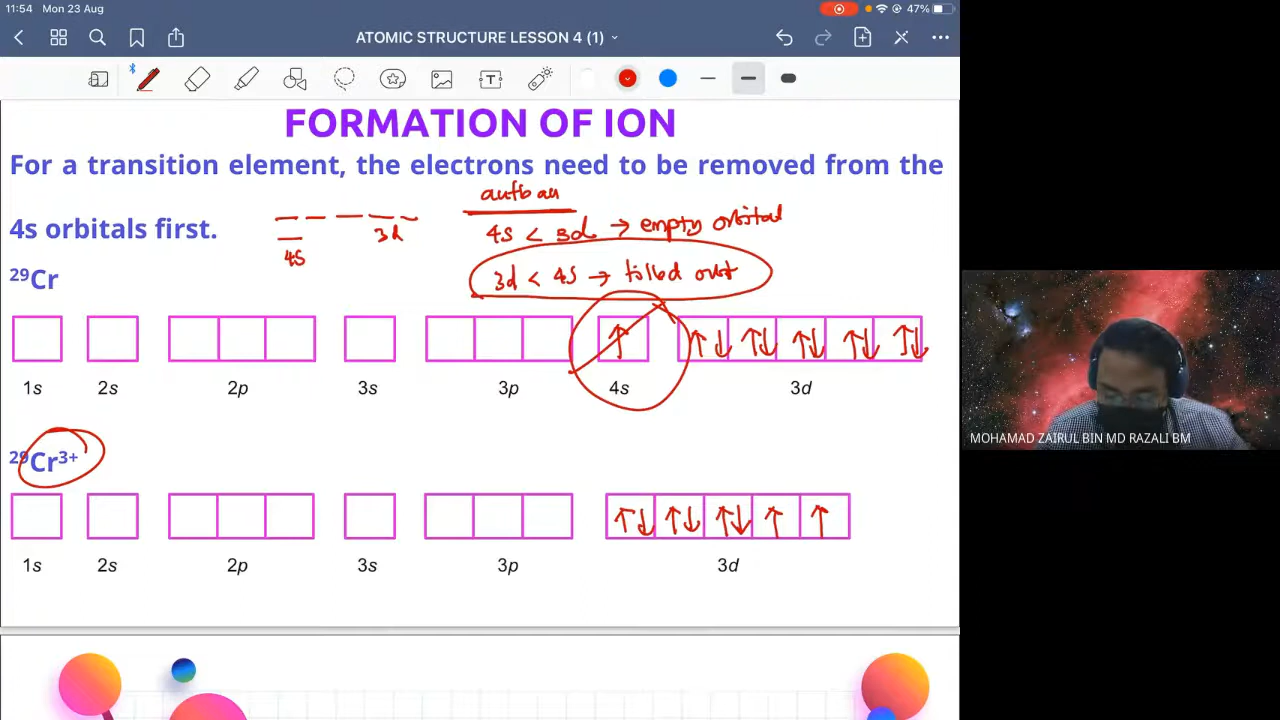 11:54 Mon 23 Aug
47%
ATOMIC STRUCTURE LESSON 4 (1)
FORMATION OF ION
For a transition element, the electrons need to be removed from the
aufbau
4s orbitals first.
3d
4s
4s < 3d → empty orbital
3d < 4s → filled orbit
²⁹Cr
↑ ↑↓ ↑↓ ↑↓ ↑↓ ↑↓
1s 2s 2p 3s 3p 4s 3d
²⁹Cr³⁺
↑↓ ↑↓ ↑↓ ↑ ↑
1s 2s 2p 3s 3p 3d
MOHAMAD ZAIRUL BIN MD RAZALI BM